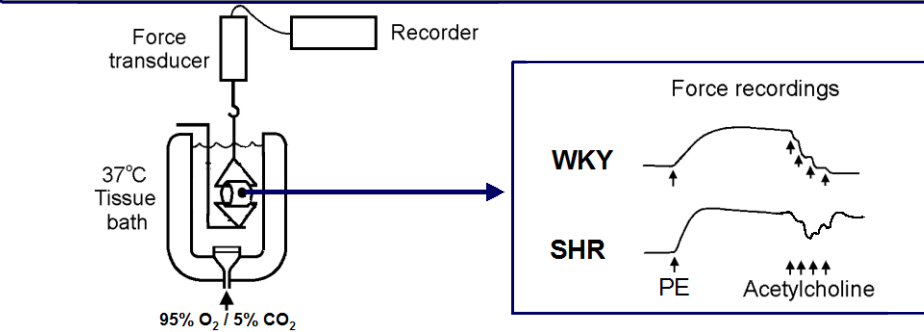 Force
transducer
Recorder
37°C
Tissue
bath
95% O₂ / 5% CO₂
Force recordings
WKY
SHR
PE
Acetylcholine